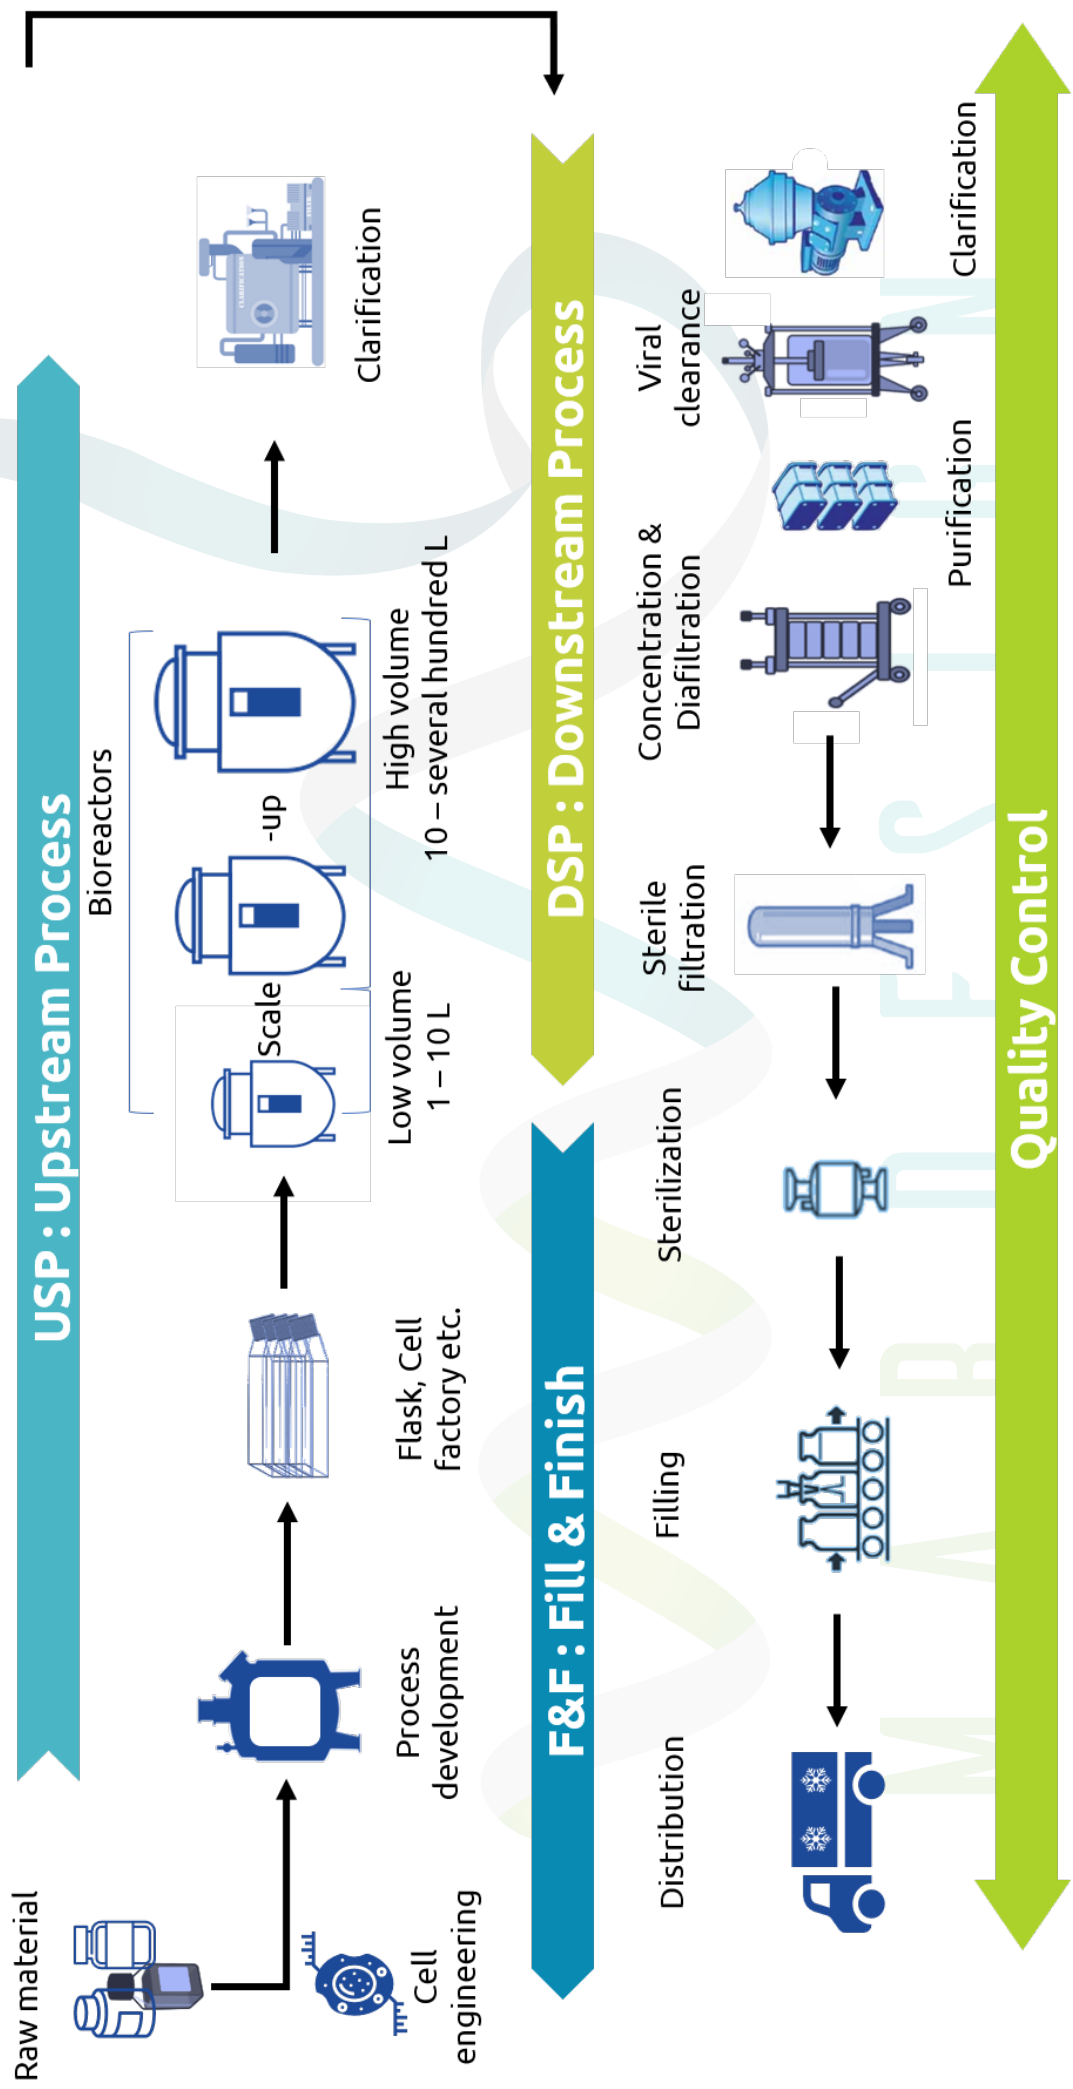 USP : Upstream Process
Raw material
Cell
engineering
Process
development
Flask, Cell
factory etc.
Bioreactors
Scale
-up
Low volume
1 – 10 L
High volume
10 – several hundred L
CLARIFICATION
Clarification
F&F : Fill & Finish
DSP : Downstream Process
Distribution
Filling
Sterilization
Sterile
filtration
Concentration &
Diafiltration
Purification
Viral
clearance
Clarification
MABDESIGN
Quality Control